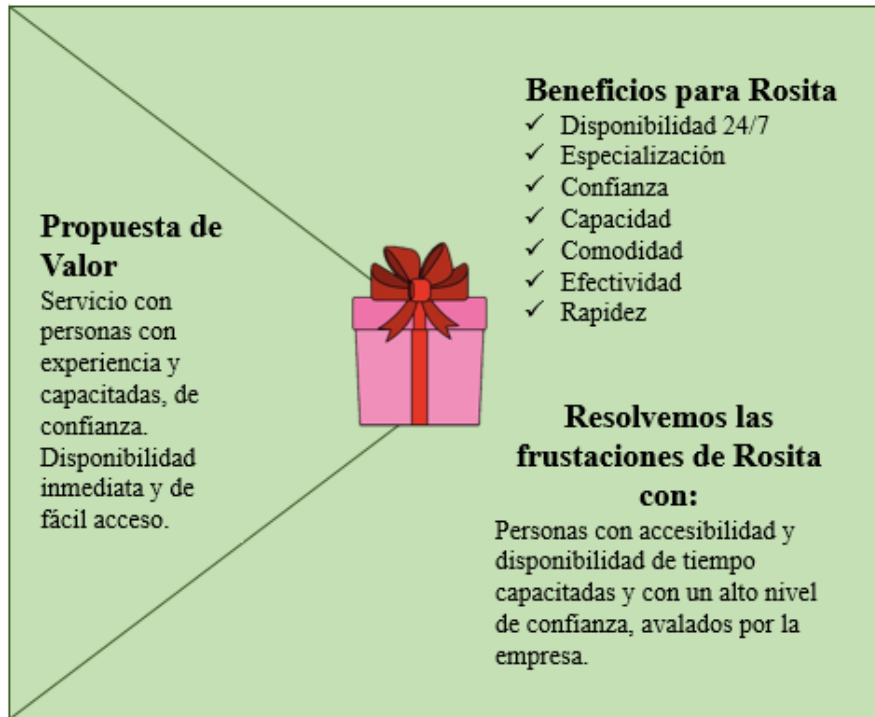 Propuesta de
Valor
Servicio con
personas con
experiencia y
capacitadas, de
confianza.
Disponibilidad
inmediata y de
fácil acceso.
Beneficios para Rosita
✓ Disponibilidad 24/7
✓ Especialización
✓ Confianza
✓ Capacidad
✓ Comodidad
✓ Efectividad
✓ Rapidez
Resolvemos las
frustaciones de Rosita
con:
Personas con accesibilidad y
disponibilidad de tiempo
capacitadas y con un alto nivel
de confianza, avalados por la
empresa.